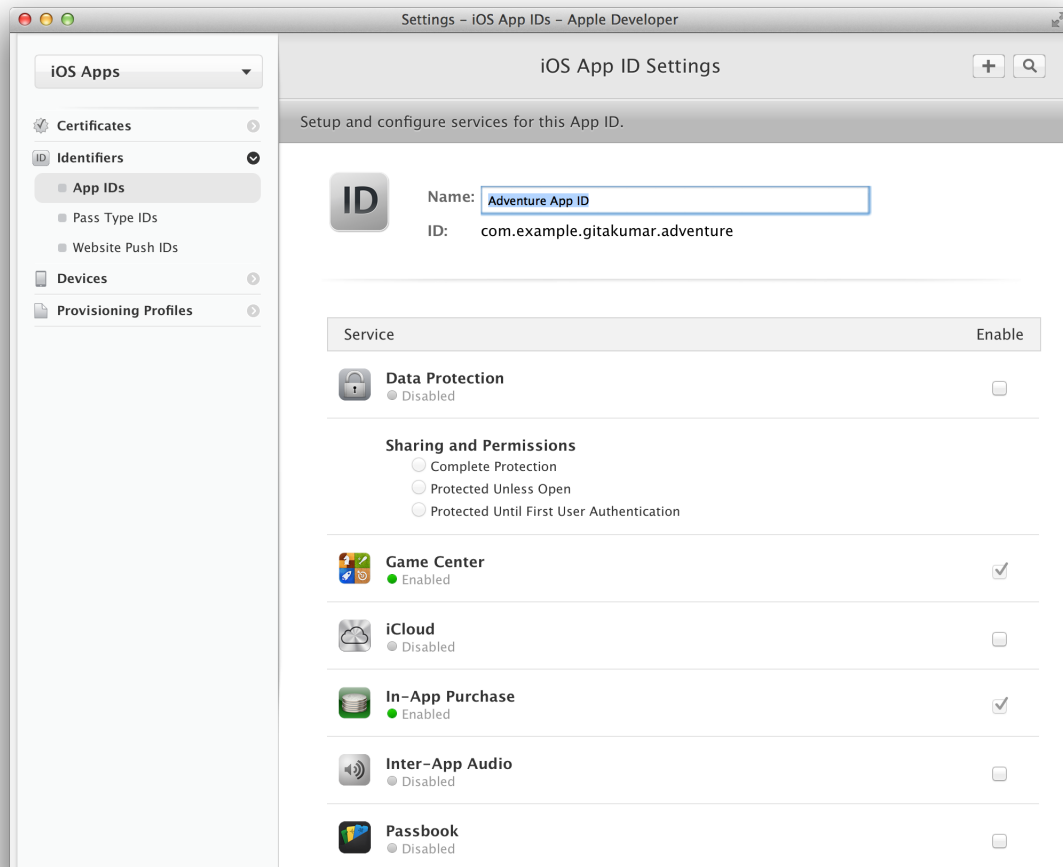 Settings – iOS App IDs – Apple Developer
iOS Apps
Certificates
ID Identifiers
App IDs
Pass Type IDs
Website Push IDs
Devices
Provisioning Profiles
iOS App ID Settings
Setup and configure services for this App ID.
ID
Name: Adventure App ID
ID: com.example.gitakumar.adventure
Service Enable
Data Protection
Disabled
Sharing and Permissions
Complete Protection
Protected Unless Open
Protected Until First User Authentication
Game Center
Enabled
iCloud
Disabled
In-App Purchase
Enabled
Inter-App Audio
Disabled
Passbook
Disabled